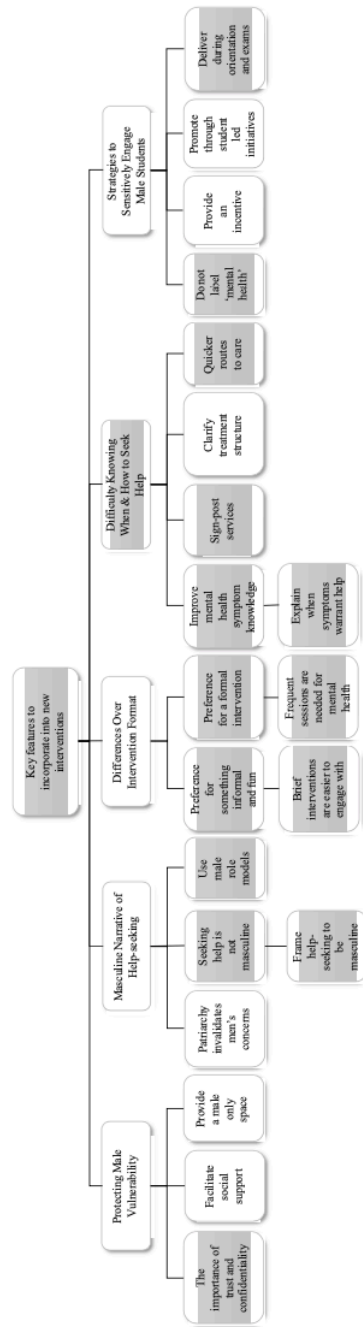 Key features to
incorporate into new
interventions
Protecting Male
Vulnerability
Masculine Narrative of
Help-seeking
Differences Over
Intervention Format
Difficulty Knowing
When & How to Seek
Help
Strategies to
Sensitively Engage
Male Students
The
importance of
trust and
confidentiality
Facilitate
social
support
Provide
a male
only
space
Patriarchy
invalidates
men's
concerns
Seeking
help is
not
masculine
Use
male
role
models
Preference
for
something
informal
and fun
Preference
for a formal
intervention
Improve
mental
health
symptom
knowledge
Sign-post
services
Clarify
treatment
structure
Quicker
routes
to care
Do not
label
‘mental
health’
Provide
an
incentive
Promote
through
student
led
initiatives
Deliver
during
orientation
and exams
Frame
help-
seeking to
be
masculine
Brief
interventions
are easier to
engage with
Frequent
sessions are
needed for
mental
health
Explain
when
symptoms
warrant help